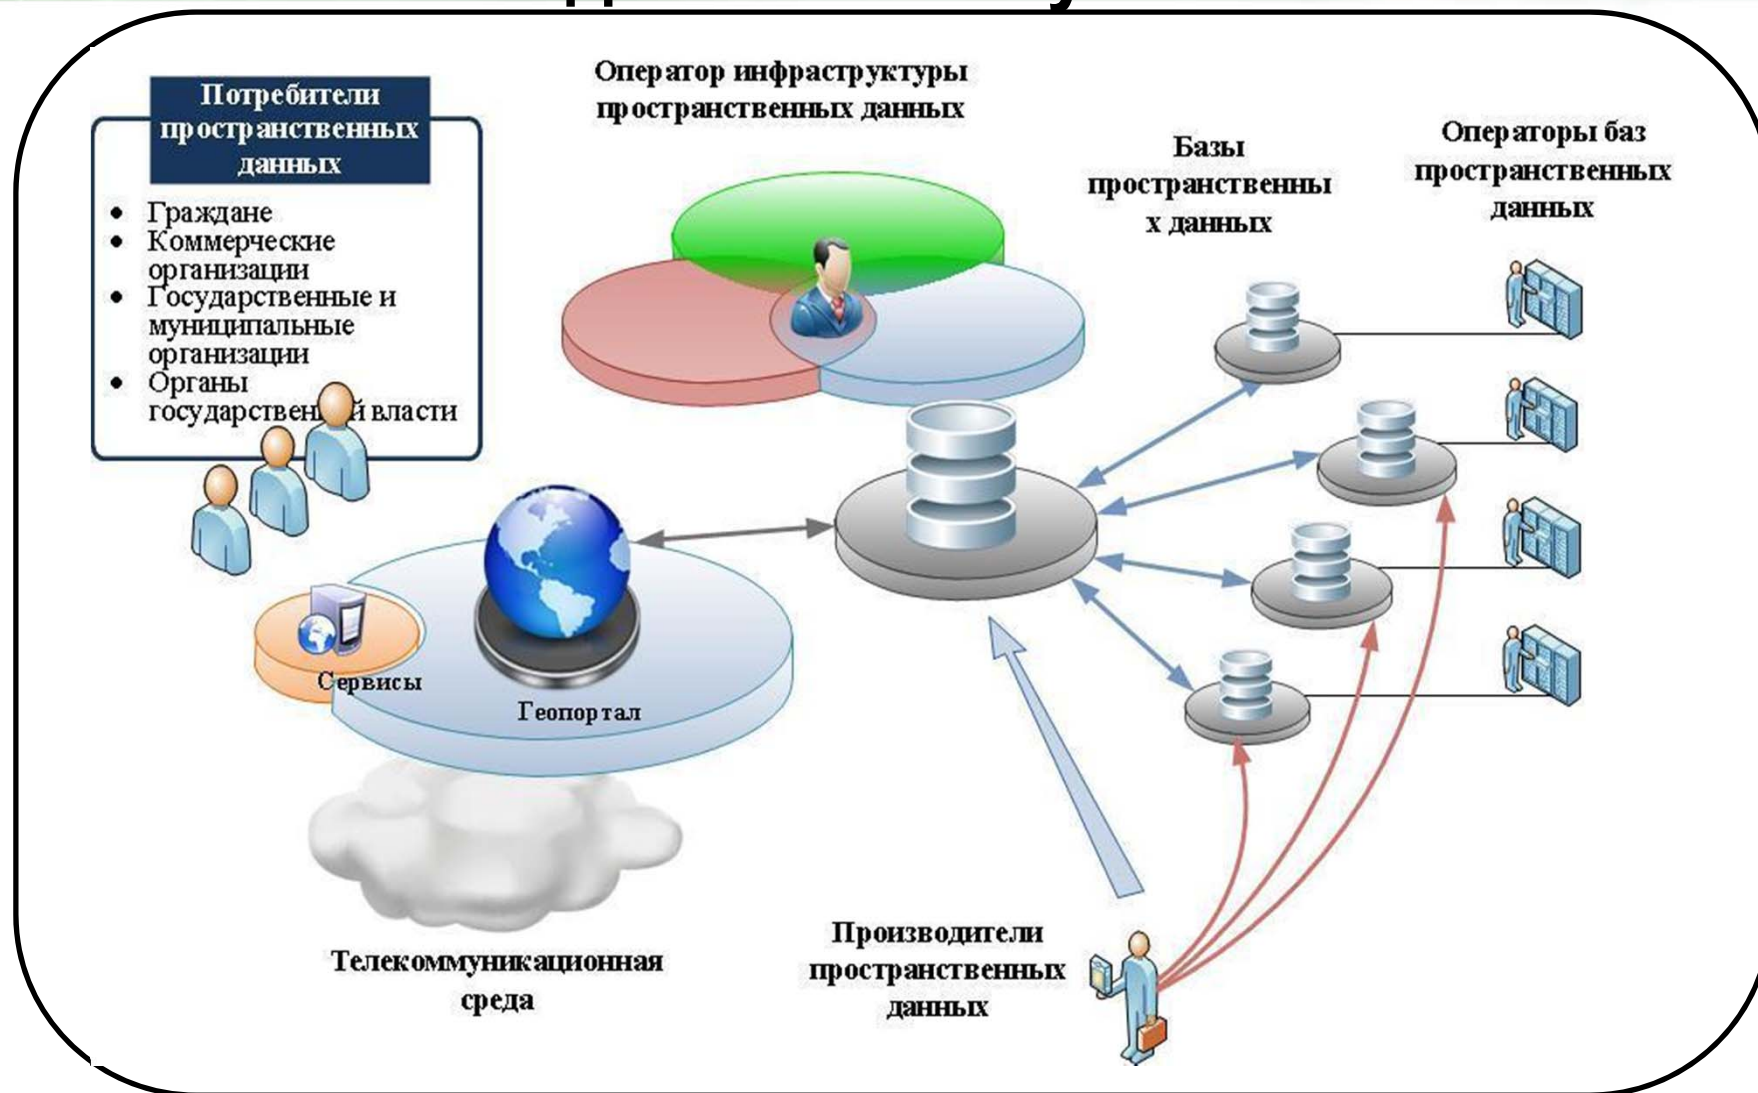 Потребители
пространственных
данных
• Граждане
• Коммерческие
организации
• Государственные и
муниципальные
организации
• Органы
власти
Оператор инфраструктуры
пространственных данных
Базы
пространственны
х данных
Операторы баз
пространственных
данных
Сервисы
Геопортал
Телекоммуникационная
среда
Производители
пространственных
данных